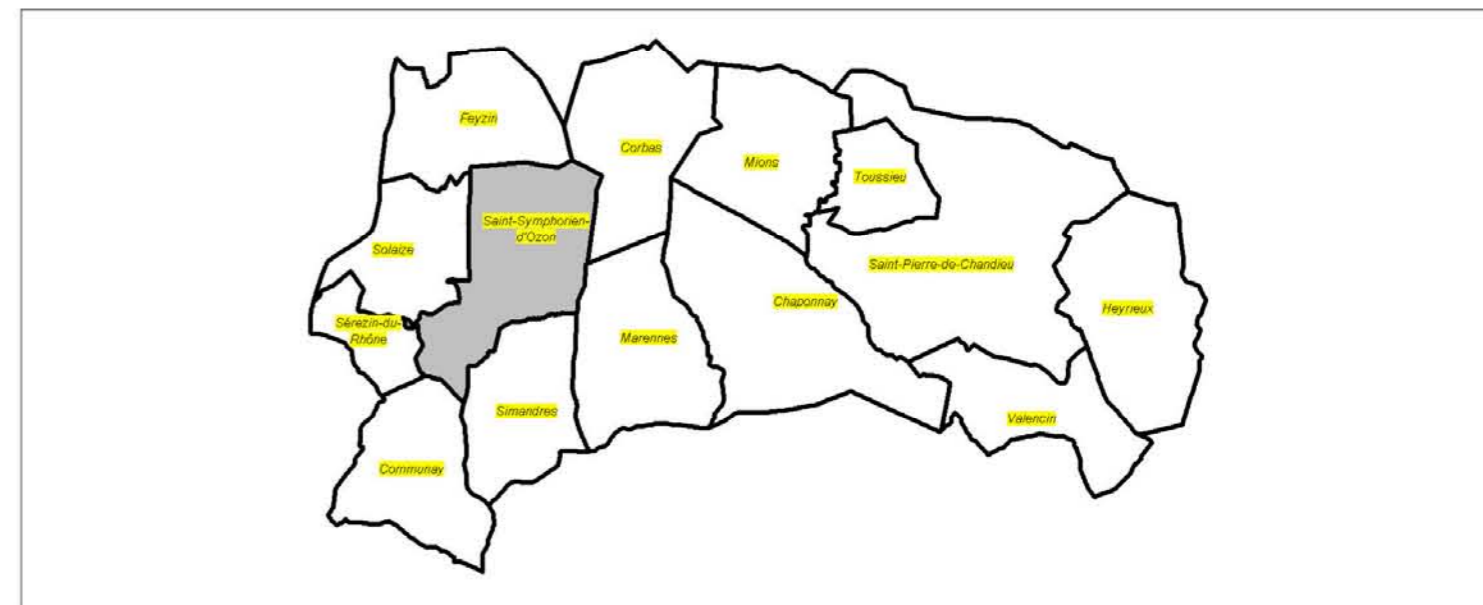 Feyzin
Corbas
Mions
Toussieu
Saint-Symphorien-
d'Ozon
Solaize
Saint-Pierre-de-Chandieu
Chaponnay
Heyrieux
Sérezin-du-
Rhône
Marennes
Simandres
Valencin
Communay